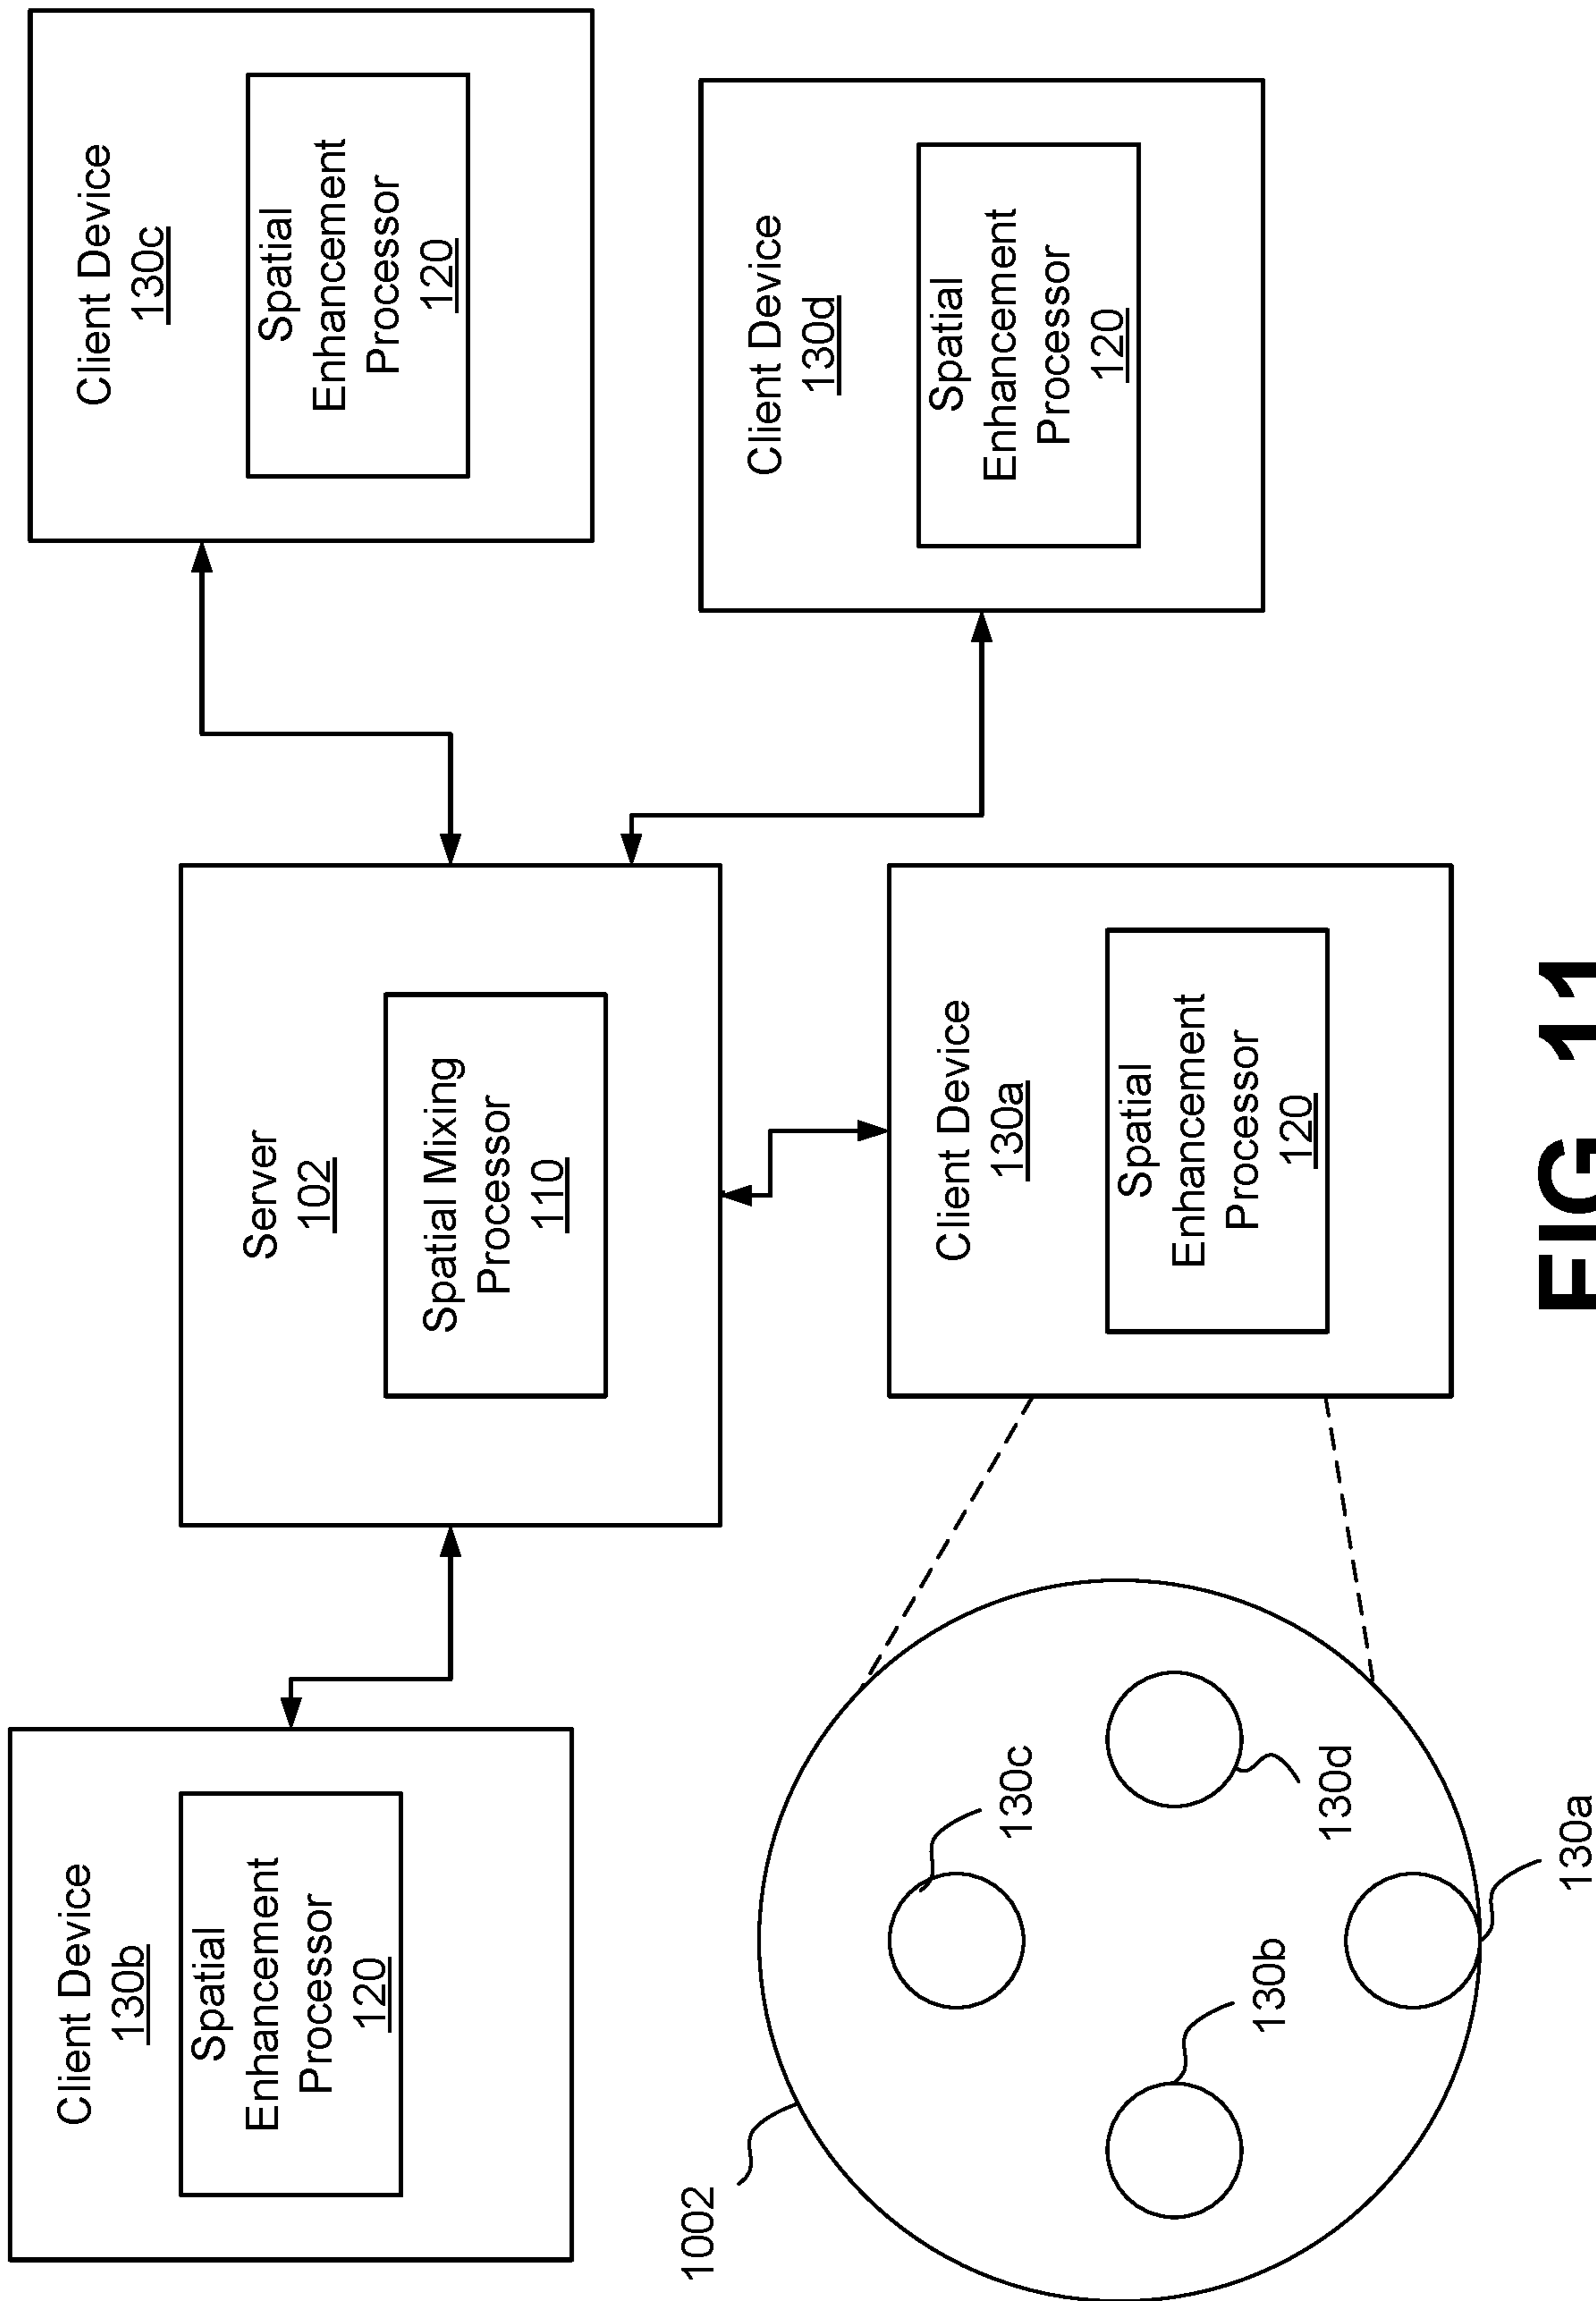 Client Device
130b
Spatial
Enhancement
Processor
120
Server
102
Spatial Mixing
Processor
110
Client Device
130c
Spatial
Enhancement
Processor
120
Client Device
130d
Spatial
Enhancement
Processor
120
Client Device
130a
Spatial
Enhancement
Processor
120
1002
130c
130b
130d
130a
FIG 11